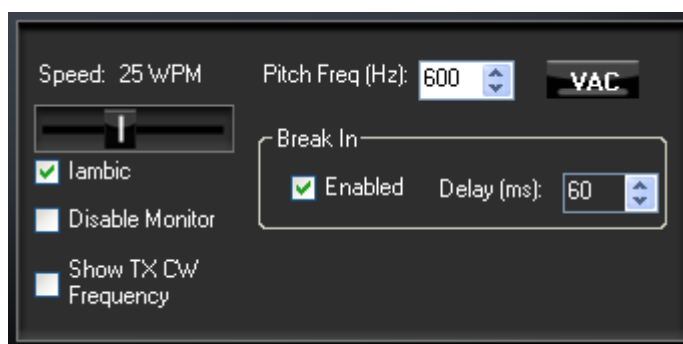 Speed: 25 WPM
Pitch Freq (Hz): 600
VAC
Iambic
Disable Monitor
Show TX CW
Frequency
Break In
Enabled
Delay (ms): 60